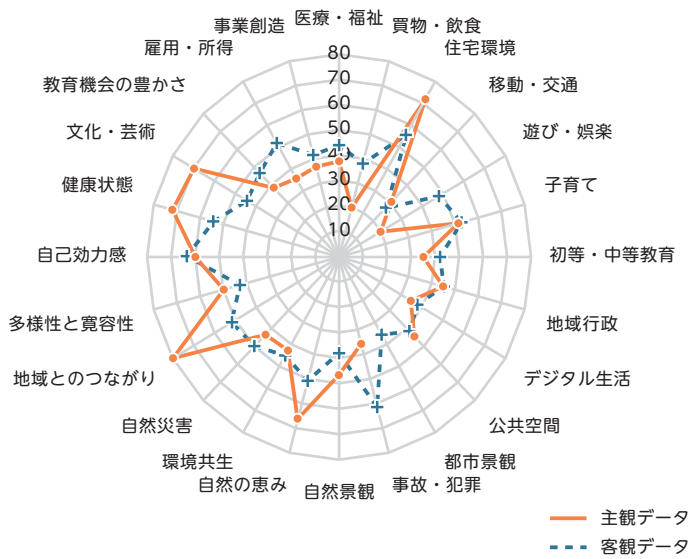 医療・福祉
買物・飲食
住宅環境
移動・交通
遊び・娯楽
子育て
初等・中等教育
地域行政
デジタル生活
公共空間
都市景観
事故・犯罪
自然景観
自然の恵み
環境共生
自然災害
地域とのつながり
多様性と寛容性
自己効力感
健康状態
文化・芸術
教育機会の豊かさ
雇用・所得
事業創造
80
70
60
50
40
30
20
10
主観データ
客観データ